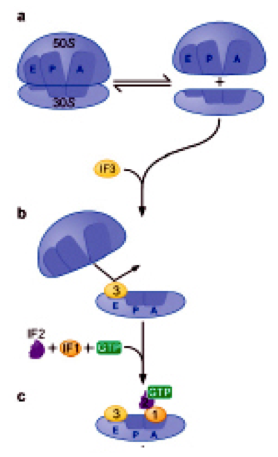 a
50S
E P A
30S
E P A
+
IF3
b
3
E P A
IF2
+ IF1 + GTP
c
GTP
3
1
E P A